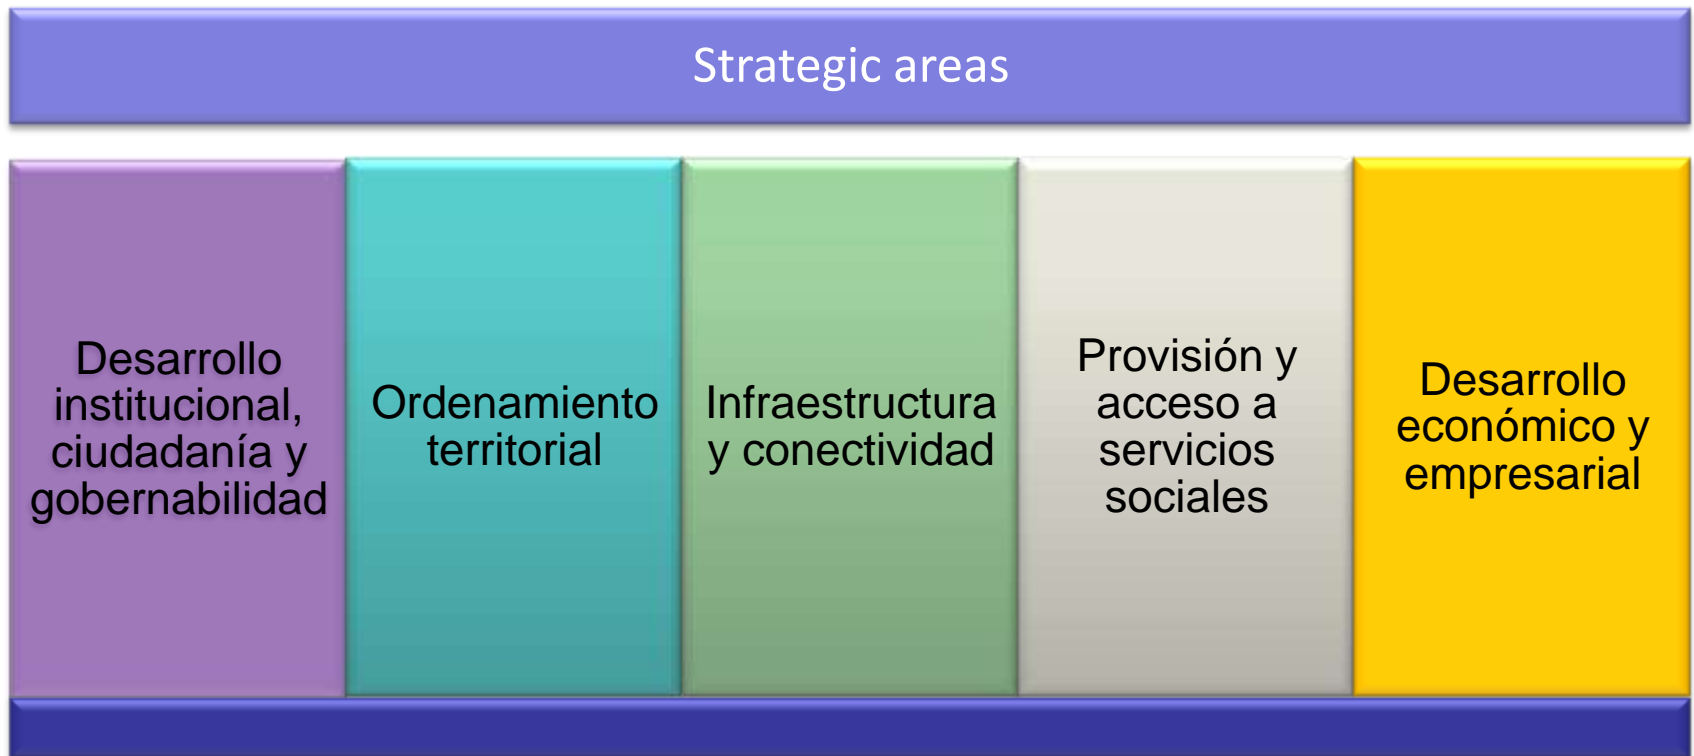 Strategic areas
Desarrollo
institucional,
ciudadanía y
gobernabilidad
Ordenamiento
territorial
Infraestructura
y conectividad
Provisión y
acceso a
servicios
sociales
Desarrollo
económico y
empresarial